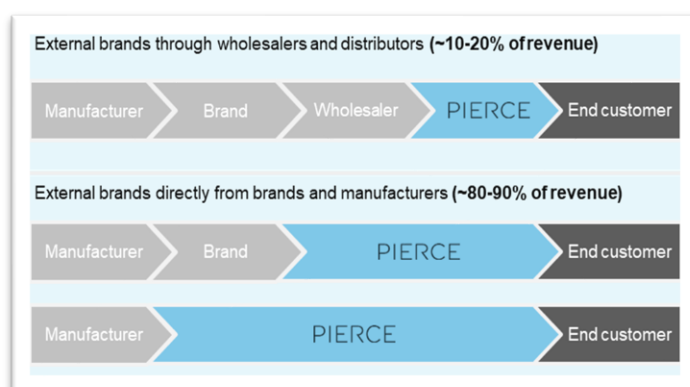 External brands through wholesalers and distributors (~10-20% of revenue)
Manufacturer Brand Wholesaler PIERCE End customer
External brands directly from brands and manufacturers (~80-90% of revenue)
Manufacturer Brand PIERCE End customer
Manufacturer PIERCE End customer